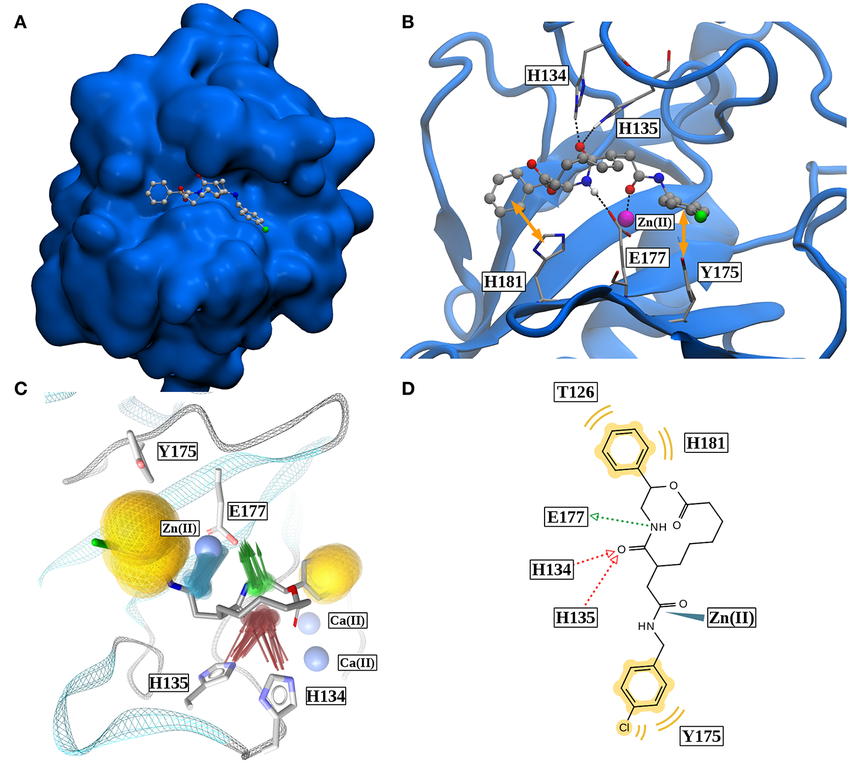 A
B
H134
H135
Zn(II)
E177
H181
Y175
C
Y175
E177
Zn(II)
Ca(II)
Ca(II)
H135
H134
D
T126
H181
O
E177
NH
O
O
H134
H135
O
Zn(II)
HN
Cl
Y175